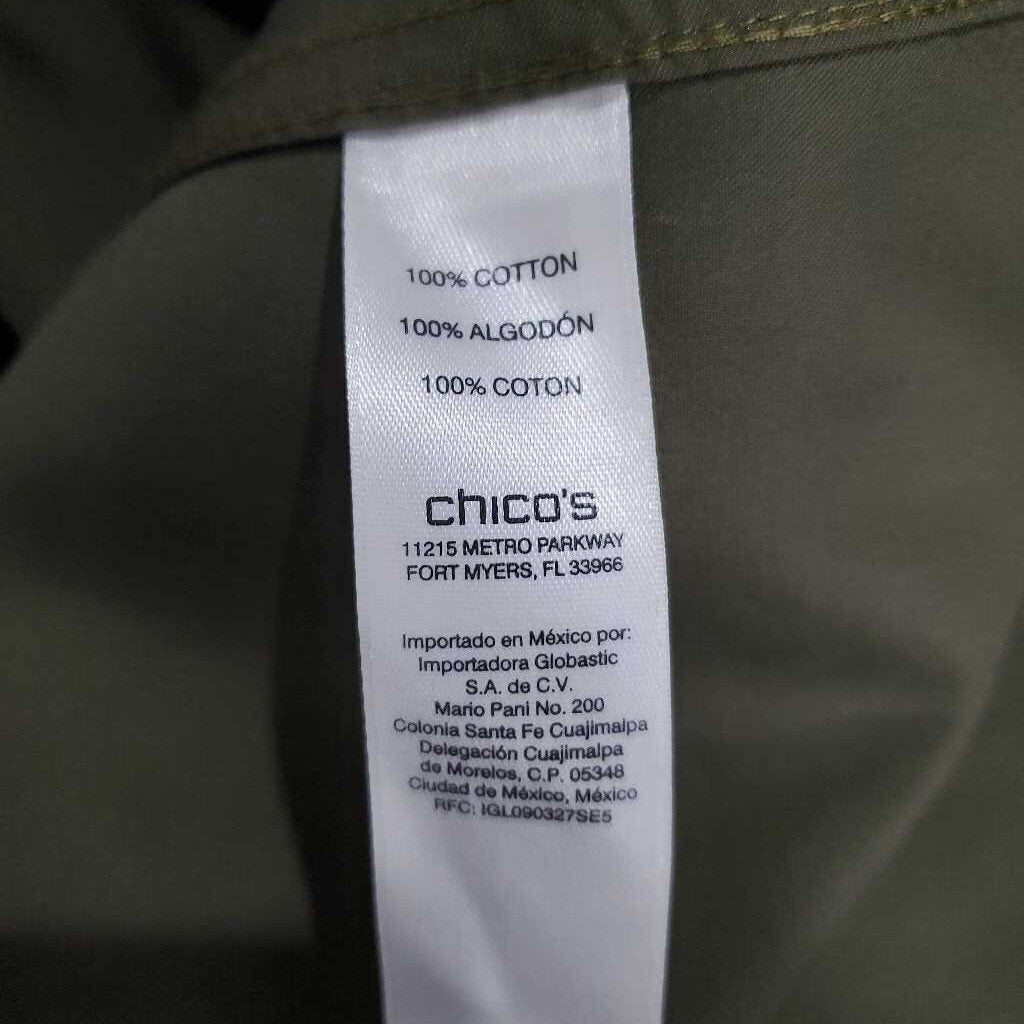 100% COTTON
100% ALGODÓN
100% COTON
chico's
11215 METRO PARKWAY
FORT MYERS, FL 33966
Importado en México por:
Importadora Globastic
S.A. de C.V.
Mario Pani No. 200
Colonia Santa Fe Cuajimalpa
Delegación Cuajimalpa
de Morelos, C.P. 05348
Ciudad de México, México
RFC: IGL090327SE5